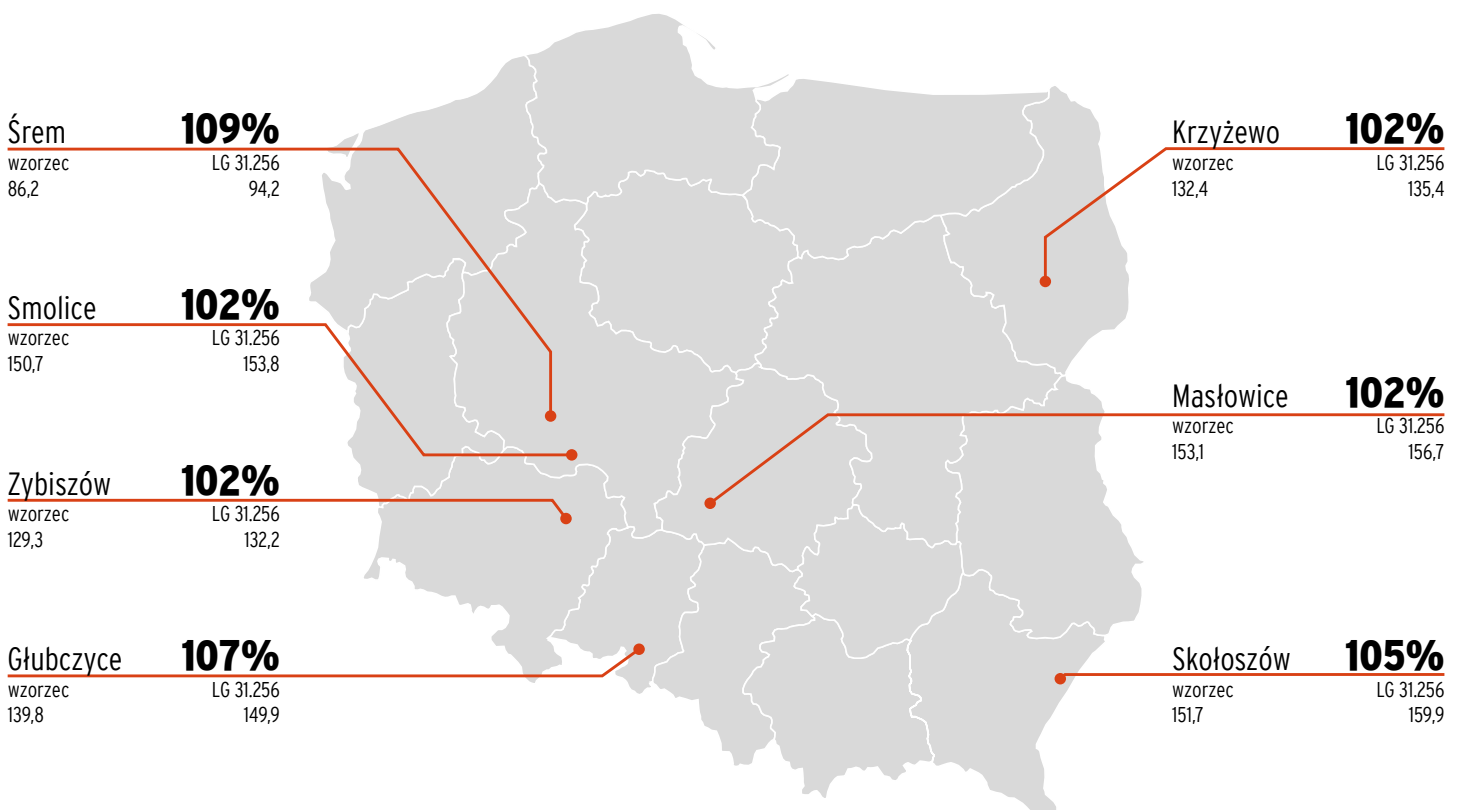 Śrem 109%
wzorzec LG 31.256
86,2 94,2
Smolice 102%
wzorzec LG 31.256
150,7 153,8
Zybiszów 102%
wzorzec LG 31.256
129,3 132,2
Głubczyce 107%
wzorzec LG 31.256
139,8 149,9
Krzyżewo 102%
wzorzec LG 31.256
132,4 135,4
Masłowice 102%
wzorzec LG 31.256
153,1 156,7
Skołoszów 105%
wzorzec LG 31.256
151,7 159,9